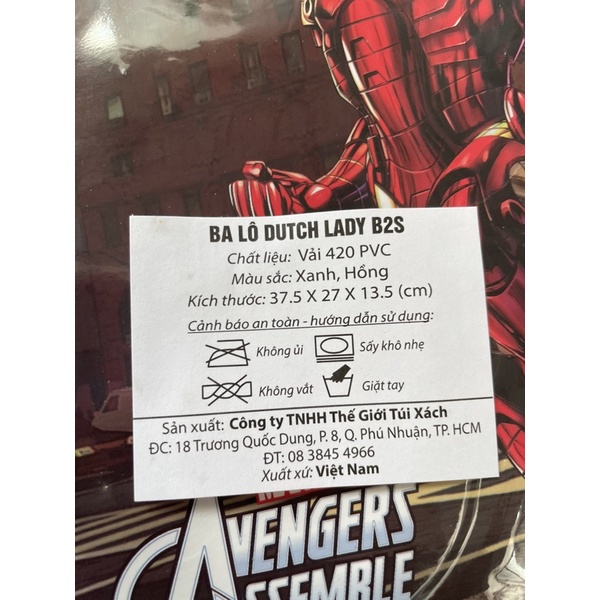 BA LÔ DUTCH LADY B2S
Chất liệu: Vải 420 PVC
Màu sắc: Xanh, Hồng
Kích thước: 37.5 X 27 X 13.5 (cm)
Cảnh báo an toàn - hướng dẫn sử dụng:
Không ủi Sấy khô nhẹ
Không vắt Giặt tay
Sản xuất: Công ty TNHH Thế Giới Túi Xách
ĐC: 18 Trương Quốc Dung, P. 8, Q. Phú Nhuận, TP. HCM
ĐT: 08 3845 4966
Xuất xứ: Việt Nam
AVENGERS
ASSEMBLE